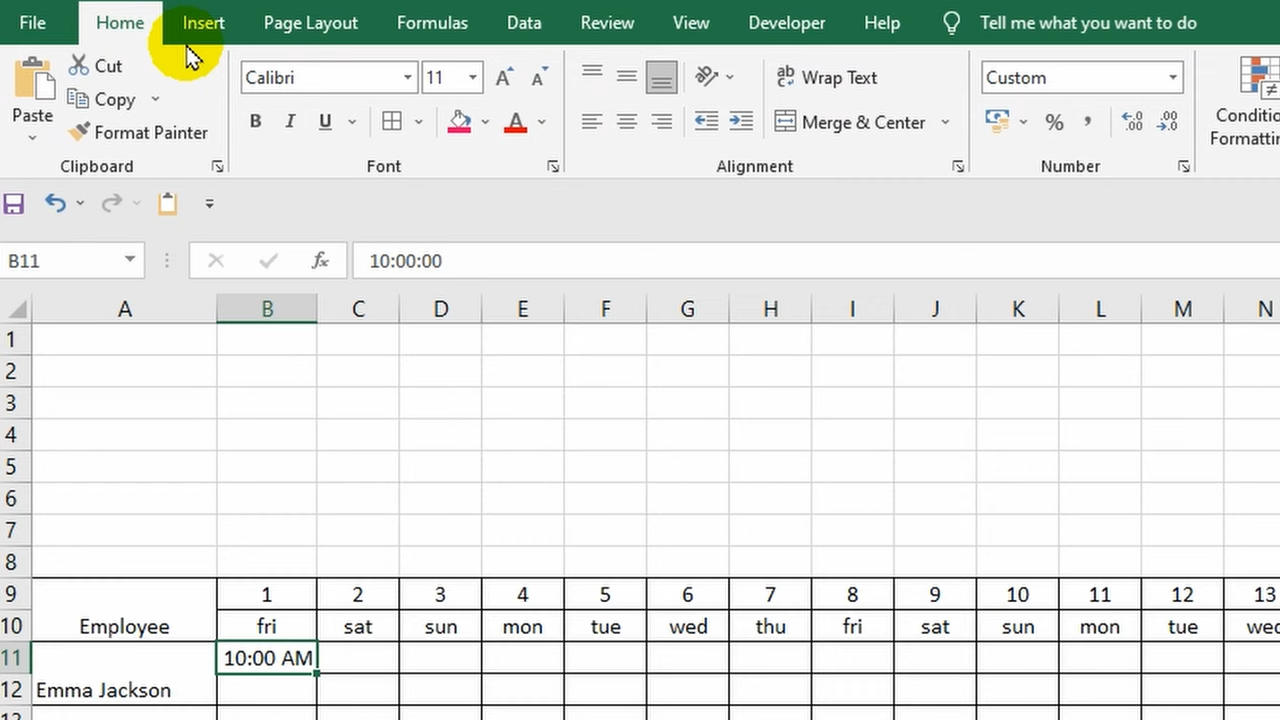 File Home Insert Page Layout Formulas Data Review View Developer Help Tell me what you want to do
Cut
Copy
Format Painter
Paste
Clipboard
Calibri 11
B I U
Font
Wrap Text
Merge & Center
Alignment
Custom
% , .00 .00
Number
Formatting
B11 fx 10:00:00
A B C D E F G H I J K L M N
1
2
3
4
5
6
7
8
9 1 2 3 4 5 6 7 8 9 10 11 12 13
10 Employee fri sat sun mon tue wed thu fri sat sun mon tue wed
11 10:00 AM
12 Emma Jackson